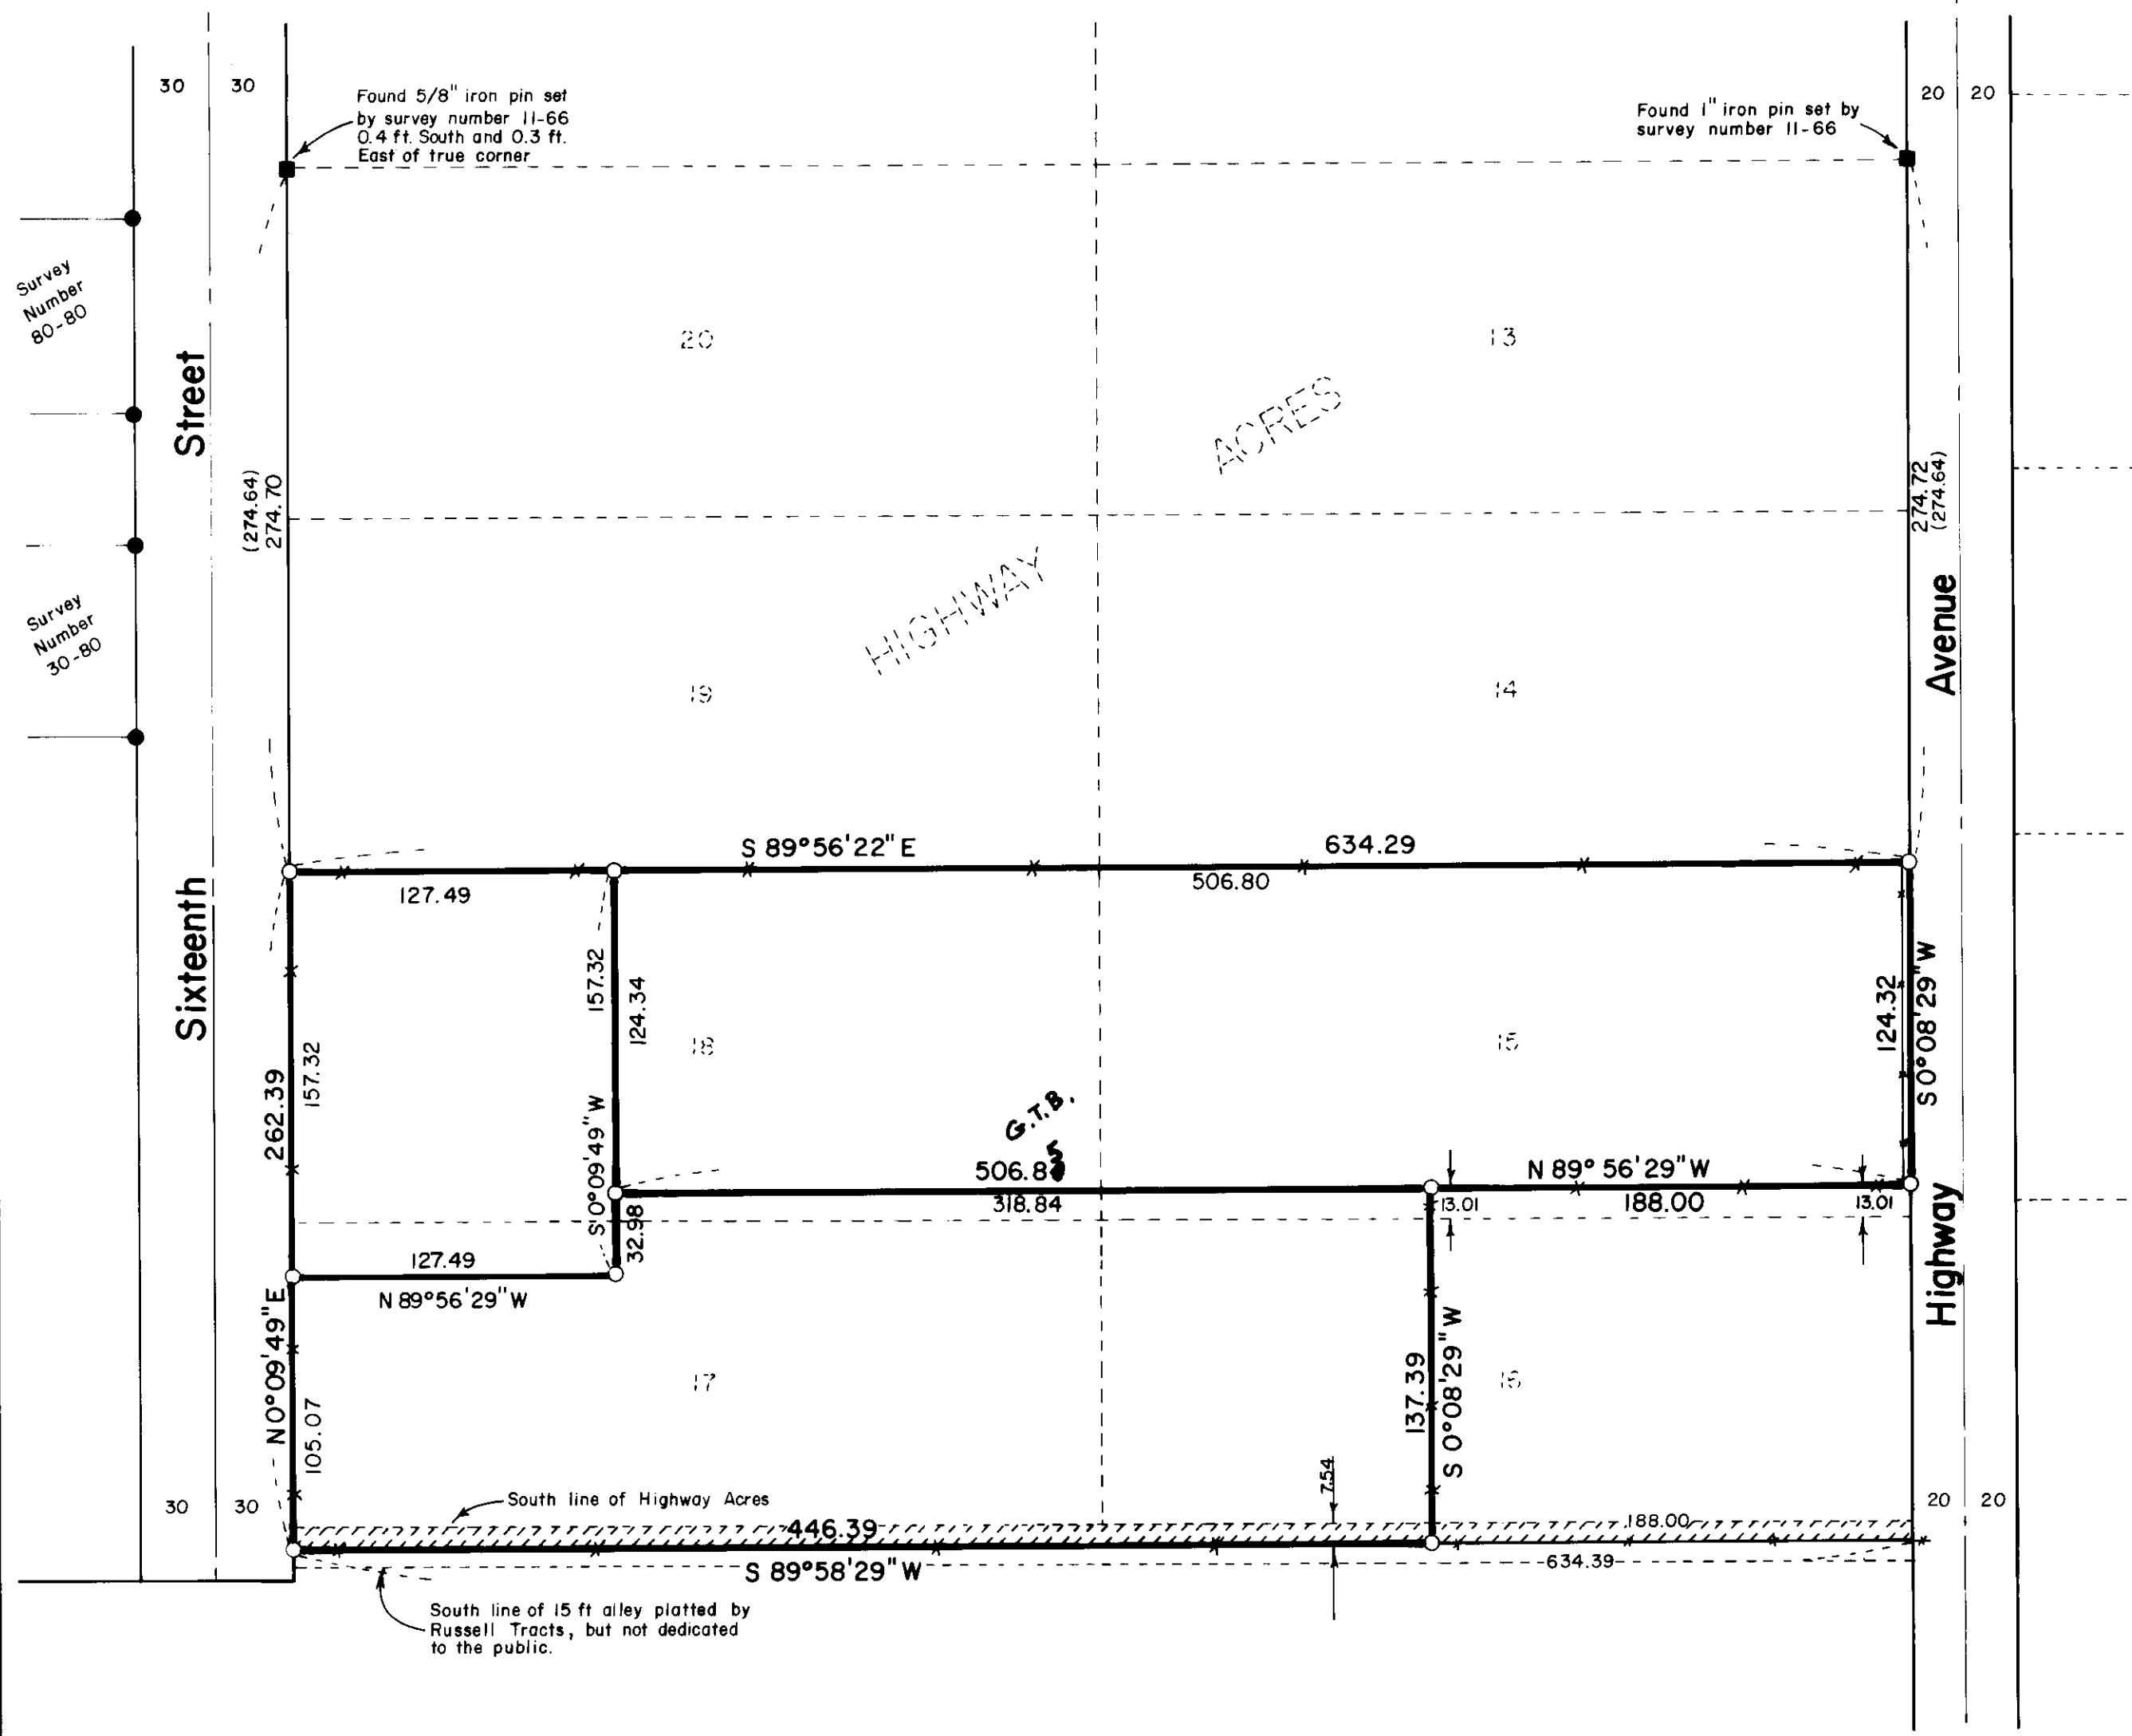 30
30
20
20
Found 5/8" iron pin set
by survey number 11-66
0.4 ft. South and 0.3 ft.
East of true corner
Found 1" iron pin set by
survey number 11-66
Survey
Number
80-80
20
13
Street
ACRES
(274.64)
274.70
274.72
(274.64)
HIGHWAY
Survey
Number
30-80
19
14
Avenue
S 89°56'22" E
634.29
127.49
506.80
Sixteenth
157.32
124.34
124.32
S 0°08'29" W
18
15
262.39
157.32
S 0°09'49" W
G.T.B.
5
506.8
N 89°56'29" W
318.84
13.01
188.00
13.01
32.98
127.49
N 89°56'29" W
Highway
N 0°09'49" E
105.07
17
16
137.39
S 0°08'29" W
7.54
30
30
South line of Highway Acres
20
20
446.39
188.00
S 89°58'29" W
634.39
South line of 15 ft alley platted by
Russell Tracts, but not dedicated
to the public.